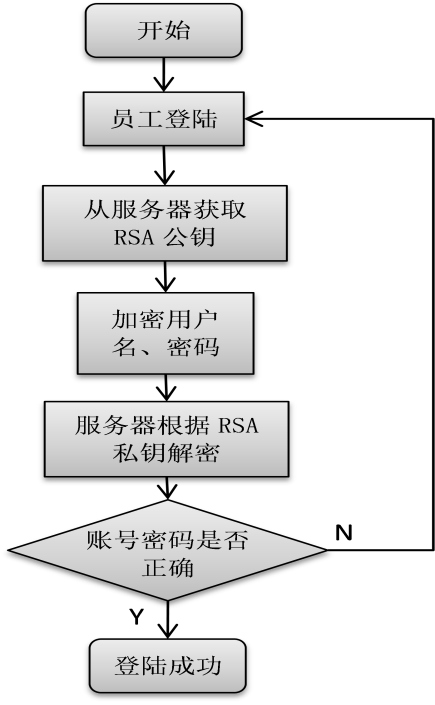 开始
员工登陆
从服务器获取
RSA 公钥
加密用户
名、密码
服务器根据 RSA
私钥解密
账号密码是否
正确
N
Y
登陆成功